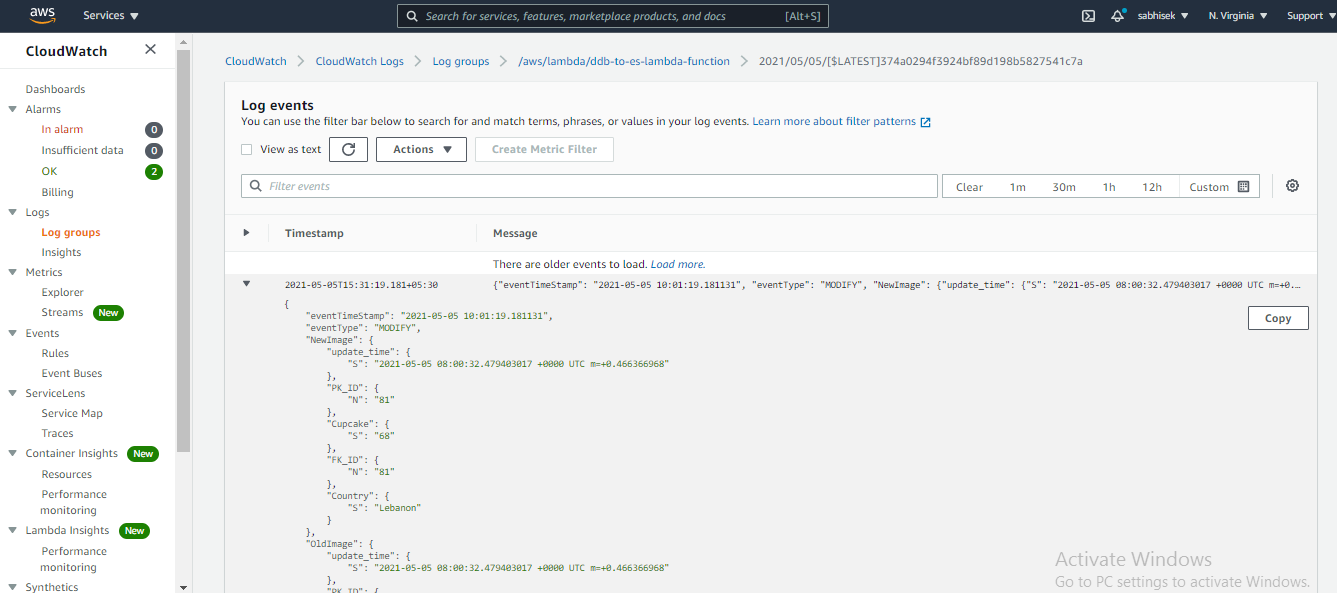 aws Services ▼ Search for services, features, marketplace products, and docs [Alt+S] sabhisek ▼ N. Virginia ▼ Support ▼
CloudWatch ✕
Dashboards
Alarms
In alarm 0
Insufficient data 0
OK 2
Billing
Logs
Log groups
Insights
Metrics
Explorer
Streams New
Events
Rules
Event Buses
ServiceLens
Service Map
Traces
Container Insights New
Resources
Performance
monitoring
Lambda Insights New
Performance
monitoring
Synthetics
CloudWatch > CloudWatch Logs > Log groups > /aws/lambda/ddb-to-es-lambda-function > 2021/05/05/[$LATEST]374a0294f3924bf89d198b5827541c7a
Log events
You can use the filter bar below to search for and match terms, phrases, or values in your log events. Learn more about filter patterns
View as text Actions ▼ Create Metric Filter
Filter events Clear 1m 30m 1h 12h Custom
Timestamp Message
There are older events to load. Load more.
2021-05-05T15:31:19.181+05:30 {"eventTimeStamp": "2021-05-05 10:01:19.181131", "eventType": "MODIFY", "NewImage": {"update_time": {"S": "2021-05-05 08:00:32.479403017 +0000 UTC m=+0...
{
"eventTimeStamp": "2021-05-05 10:01:19.181131",
"eventType": "MODIFY",
"NewImage": {
"update_time": {
"S": "2021-05-05 08:00:32.479403017 +0000 UTC m=+0.466366968"
},
"PK_ID": {
"N": "81"
},
"Cupcake": {
"S": "68"
},
"FK_ID": {
"N": "81"
},
"Country": {
"S": "Lebanon"
}
},
"OldImage": {
"update_time": {
"S": "2021-05-05 08:00:32.479403017 +0000 UTC m=+0.466366968"
},
"PK_ID": {
Copy
Activate Windows
Go to PC settings to activate Windows.